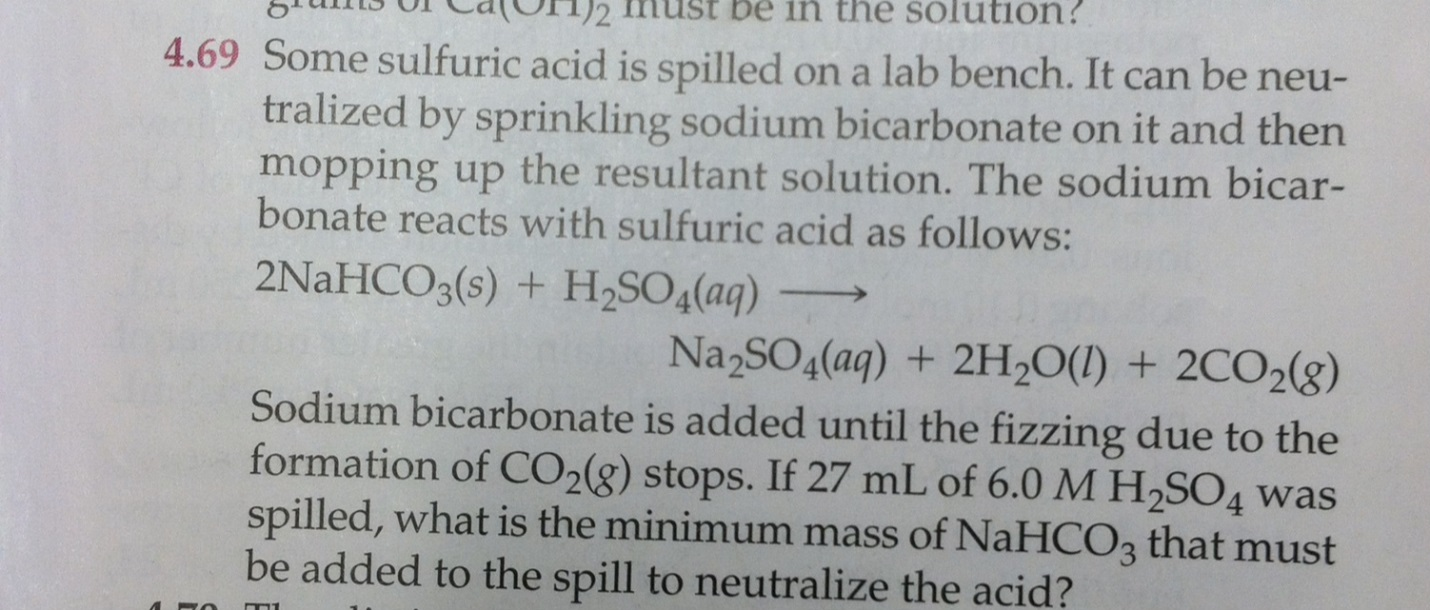 Ca(OH)₂ must be in the solution?
4.69 Some sulfuric acid is spilled on a lab bench. It can be neu-
tralized by sprinkling sodium bicarbonate on it and then
mopping up the resultant solution. The sodium bicar-
bonate reacts with sulfuric acid as follows:
2NaHCO₃(s) + H₂SO₄(aq) ⟶
Na₂SO₄(aq) + 2H₂O(l) + 2CO₂(g)
Sodium bicarbonate is added until the fizzing due to the
formation of CO₂(g) stops. If 27 mL of 6.0 M H₂SO₄ was
spilled, what is the minimum mass of NaHCO₃ that must
be added to the spill to neutralize the acid?